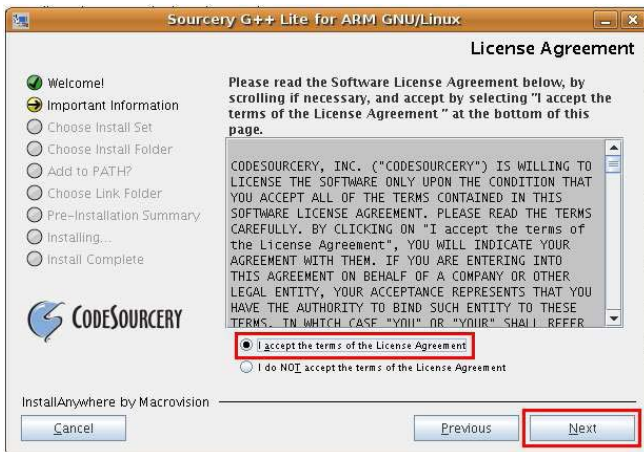 Sourcery G++ Lite for ARM GNU/Linux
License Agreement
Welcome!
Important Information
Choose Install Set
Choose Install Folder
Add to PATH?
Choose Link Folder
Pre-Installation Summary
Installing...
Install Complete
CODESOURCERY
Please read the Software License Agreement below, by
scrolling if necessary, and accept by selecting "I accept the
terms of the License Agreement " at the bottom of this
page.
CODESOURCERY, INC. ("CODESOURCERY") IS WILLING TO
LICENSE THE SOFTWARE ONLY UPON THE CONDITION THAT
YOU ACCEPT ALL OF THE TERMS CONTAINED IN THIS
SOFTWARE LICENSE AGREEMENT. PLEASE READ THE TERMS
CAREFULLY. BY CLICKING ON "I accept the terms of
the License Agreement", YOU WILL INDICATE YOUR
AGREEMENT WITH THEM. IF YOU ARE ENTERING INTO
THIS AGREEMENT ON BEHALF OF A COMPANY OR OTHER
LEGAL ENTITY, YOUR ACCEPTANCE REPRESENTS THAT YOU
HAVE THE AUTHORITY TO BIND SUCH ENTITY TO THESE
TERMS, IN WHICH CASE "YOU" OR "YOUR" SHALL REFER
I accept the terms of the License Agreement
I do NOT accept the terms of the License Agreement
InstallAnywhere by Macrovision
Cancel
Previous
Next